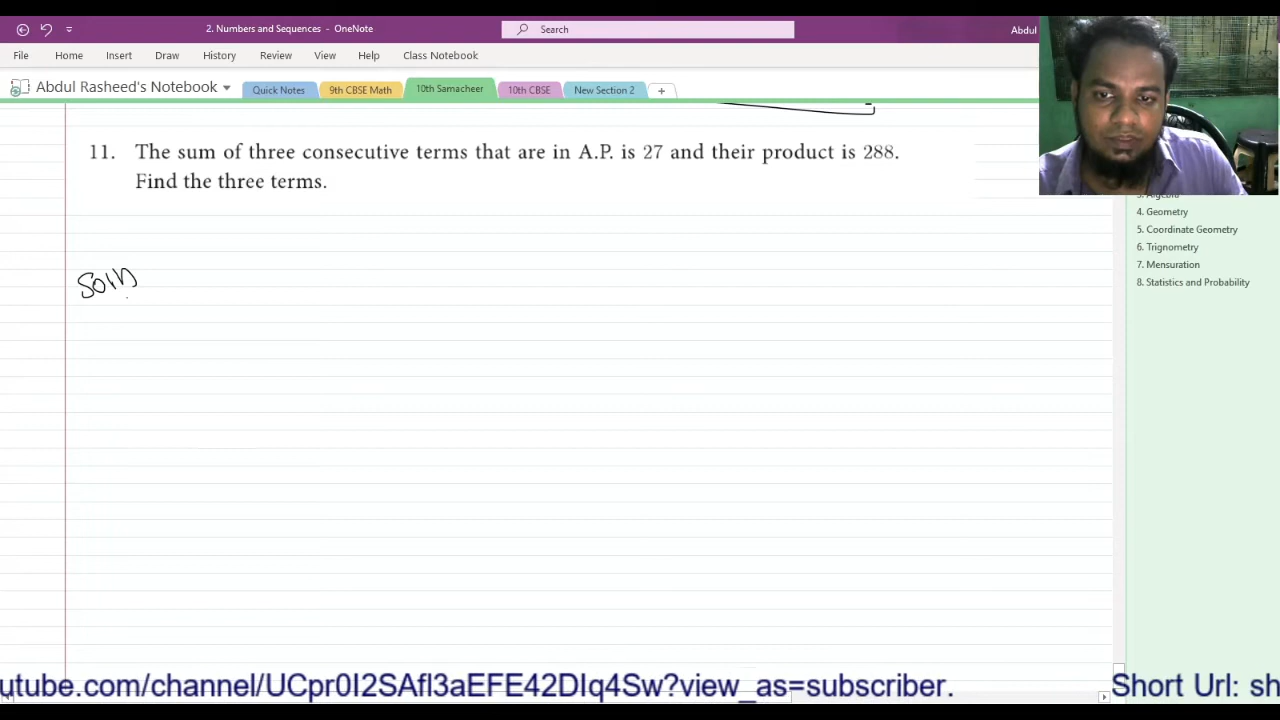 2. Numbers and Sequences - OneNote
Search
Abdul
File Home Insert Draw History Review View Help Class Notebook
Abdul Rasheed's Notebook Quick Notes 9th CBSE Math 10th Samacheer 10th CBSE New Section 2 +
11. The sum of three consecutive terms that are in A.P. is 27 and their product is 288.
Find the three terms.
3. Algebra
4. Geometry
5. Coordinate Geometry
6. Trignometry
7. Mensuration
8. Statistics and Probability
Soln
utube.com/channel/UCpr0I2SAfl3aEFE42DIq4Sw?view_as=subscriber. Short Url: sh